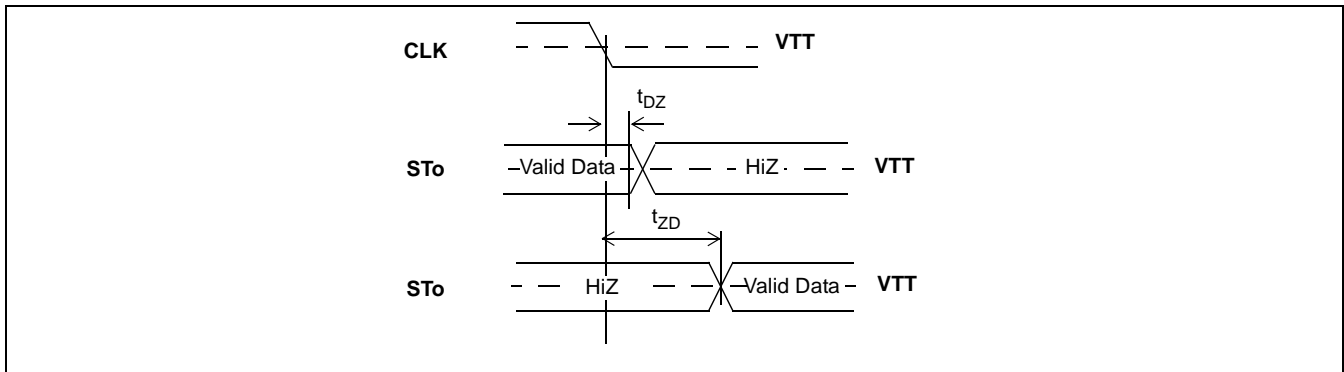 CLK VTT
tDZ
STo Valid Data HiZ VTT
tZD
STo HiZ Valid Data VTT